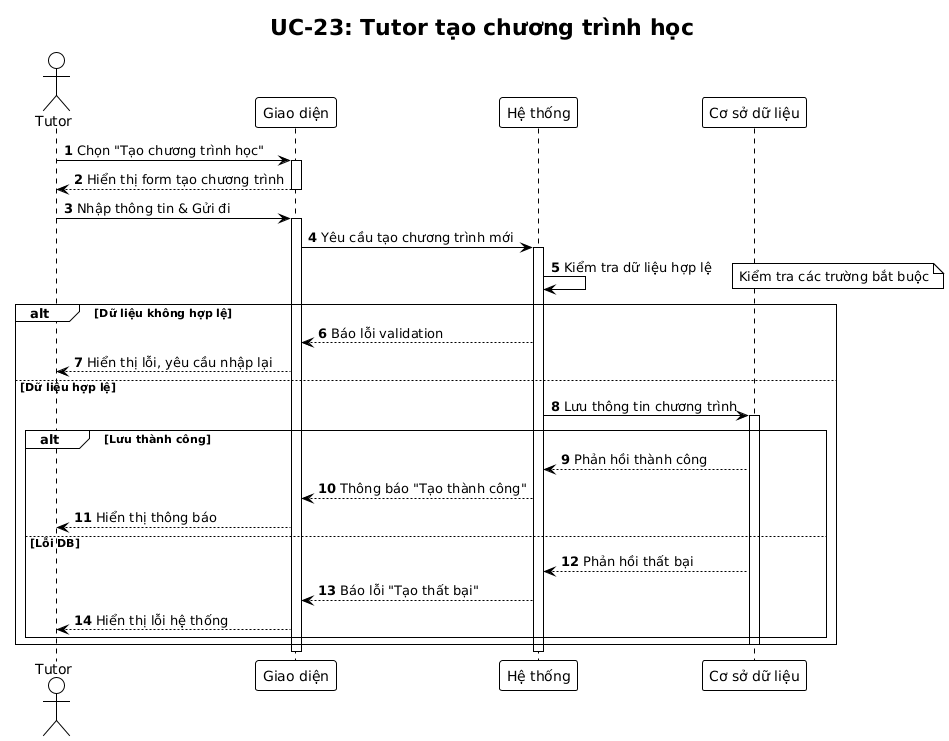 UC-23: Tutor tạo chương trình học
Tutor
Giao diện
Hệ thống
Cơ sở dữ liệu
1 Chọn "Tạo chương trình học"
2 Hiển thị form tạo chương trình
3 Nhập thông tin & Gửi đi
4 Yêu cầu tạo chương trình mới
5 Kiểm tra dữ liệu hợp lệ
Kiểm tra các trường bắt buộc
alt [Dữ liệu không hợp lệ]
6 Báo lỗi validation
7 Hiển thị lỗi, yêu cầu nhập lại
[Dữ liệu hợp lệ]
8 Lưu thông tin chương trình
alt [Lưu thành công]
9 Phản hồi thành công
10 Thông báo "Tạo thành công"
11 Hiển thị thông báo
[Lỗi DB]
12 Phản hồi thất bại
13 Báo lỗi "Tạo thất bại"
14 Hiển thị lỗi hệ thống
Tutor
Giao diện
Hệ thống
Cơ sở dữ liệu